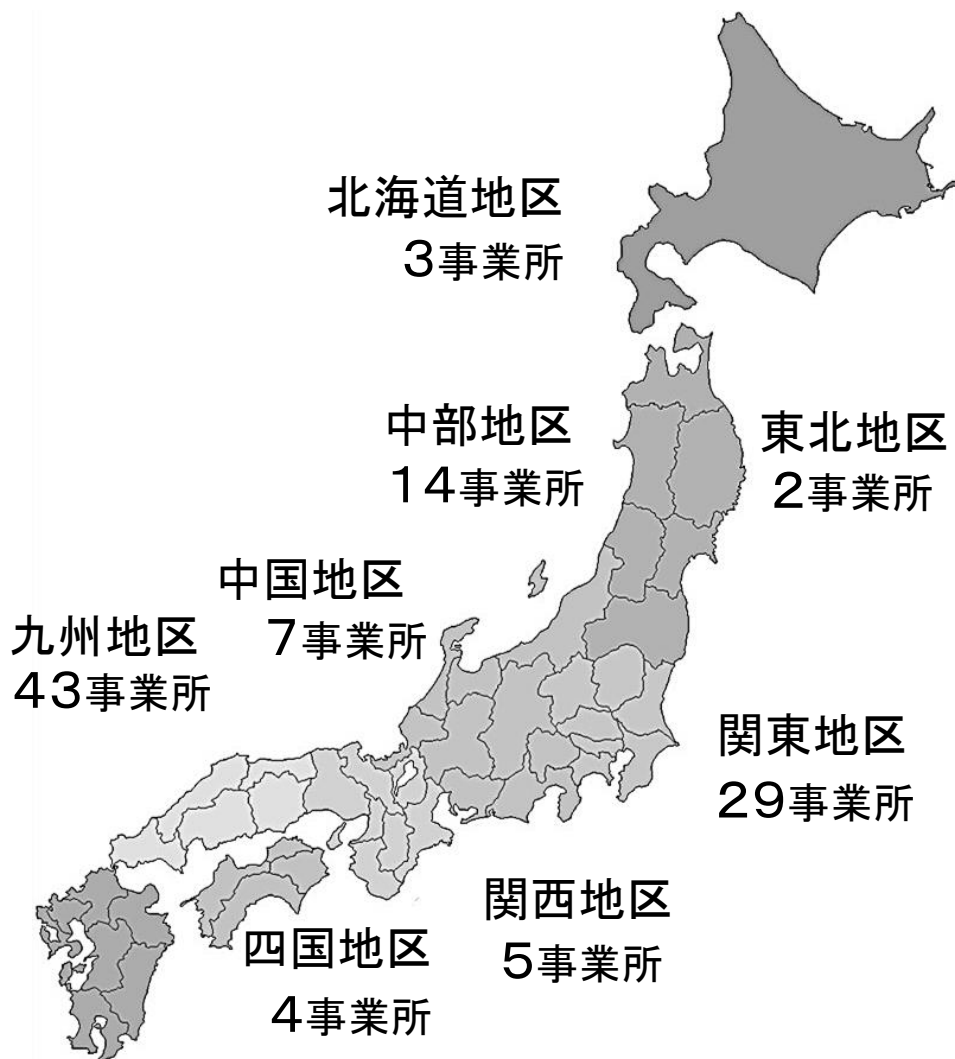 北海道地区
3事業所
中部地区
14事業所
東北地区
2事業所
中国地区
7事業所
九州地区
43事業所
関東地区
29事業所
関西地区
5事業所
四国地区
4事業所